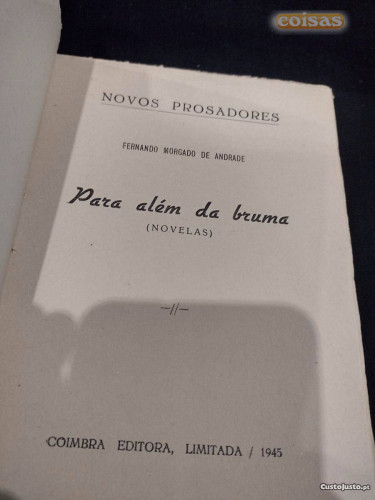 coisas
NOVOS PROSADORES
FERNANDO MORGADO DE ANDRADE
Para além da bruma
(NOVELAS)
—//—
COIMBRA EDITORA, LIMITADA / 1945
CustoJusto.pt